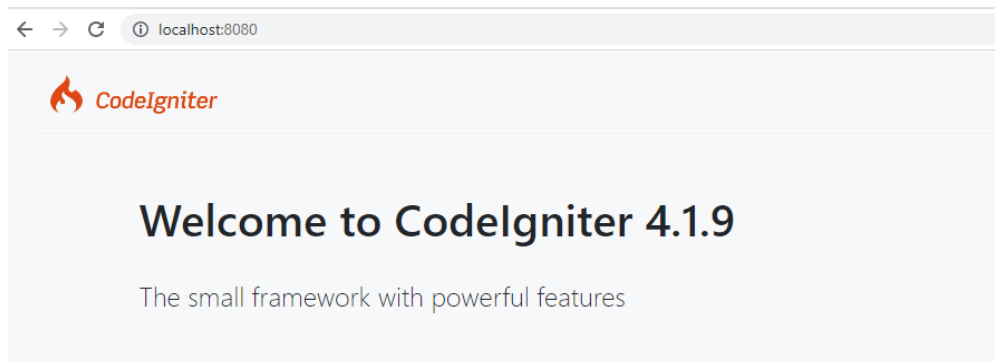 localhost:8080
CodeIgniter
Welcome to CodeIgniter 4.1.9
The small framework with powerful features